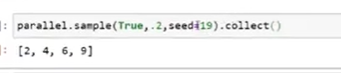 ]: parallel.sample(True,.2,seed=19).collect()
: [2, 4, 6, 9]